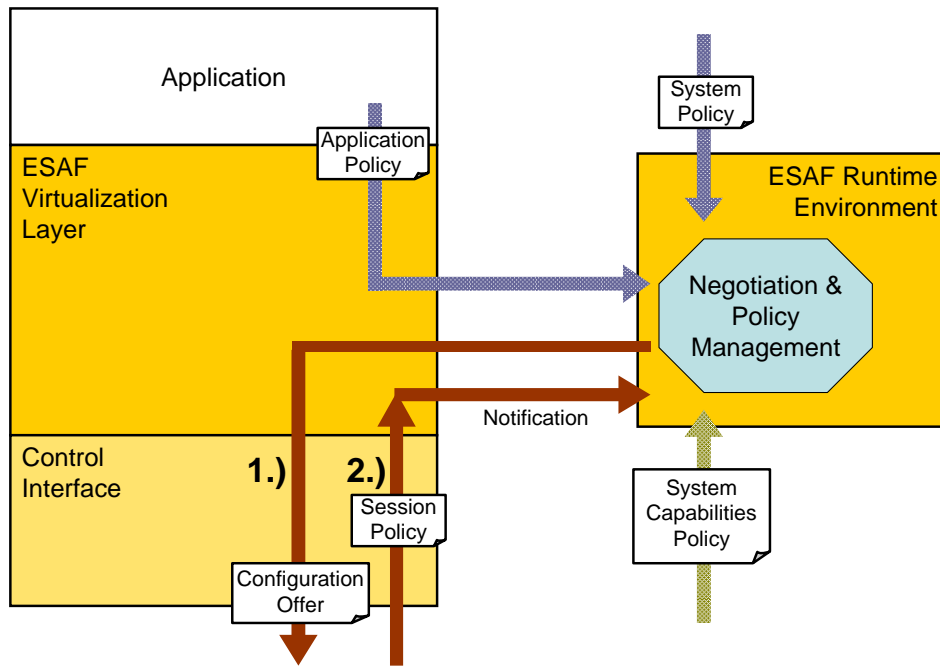 Application
Application
Policy
System
Policy
ESAF
Virtualization
Layer
ESAF Runtime
Environment
Negotiation &
Policy
Management
Notification
Control
Interface
1.)
2.)
Session
Policy
System
Capabilities
Policy
Configuration
Offer